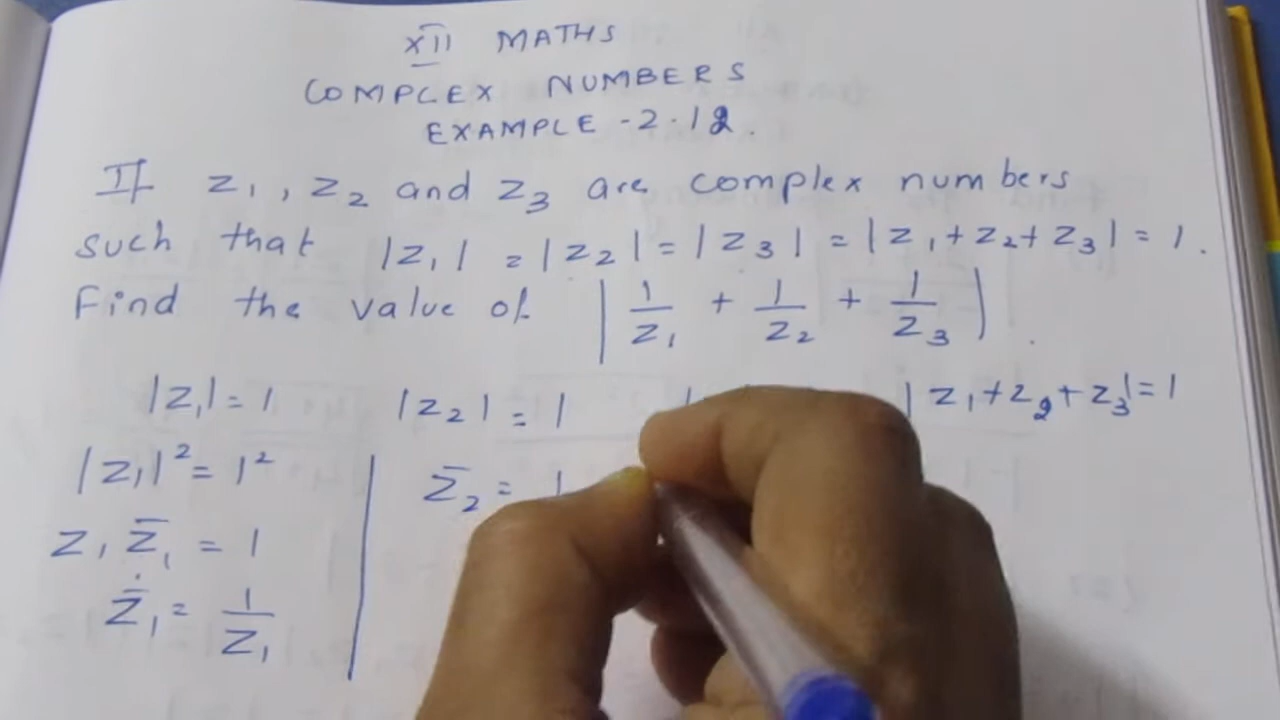 XII MATHS
COMPLEX NUMBERS
EXAMPLE - 2.12.
If z₁, z₂ and z₃ are complex numbers
such that |z₁| = |z₂| = |z₃| = |z₁+z₂+z₃| = 1.
Find the value of |1/z₁ + 1/z₂ + 1/z₃|.
|z₁| = 1 |z₂| = 1 |z₁+z₂+z₃| = 1
|z₁|² = 1² z̄₂ = 1
z₁ z̄₁ = 1
z̄₁ = 1/z₁